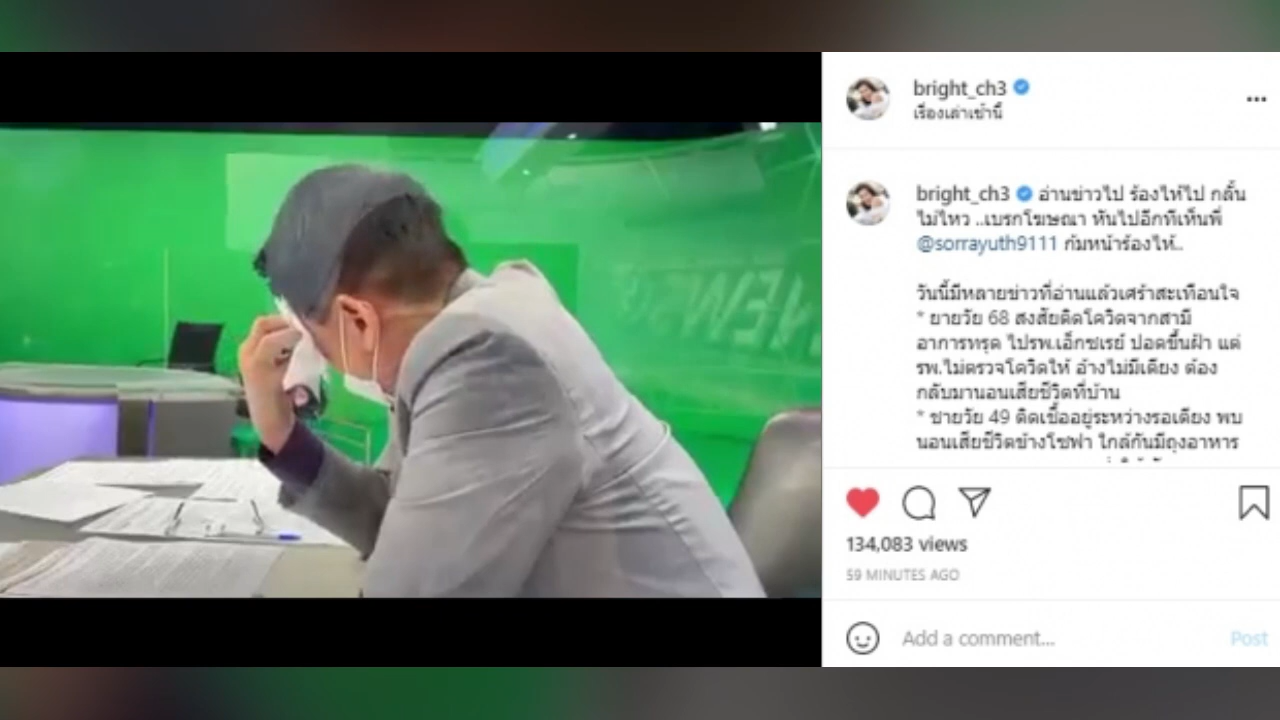 NEWS
bright_ch3
เรื่องเล่าเช้านี้
bright_ch3 อ่านข่าวไป ร้องไห้ไป กลั้น
ไม่ไหว ..เบรกโฆษณา หันไปอีกทีเห็นพี่
@sorrayuth9111 ก้มหน้าร้องไห้..
วันนี้มีหลายข่าวที่อ่านแล้วเศร้าสะเทือนใจ
* ยายวัย 68 สงสัยติดโควิดจากสามี
อาการทรุด ไปรพ.เอ็กซเรย์ ปอดขึ้นฝ้า แต่
รพ.ไม่ตรวจโควิดให้ อ้างไม่มีเตียง ต้อง
กลับมานอนเสียชีวิตที่บ้าน
* ชายวัย 49 ติดเชื้ออยู่ระหว่างรอเตียง พบ
นอนเสียชีวิตข้างโซฟา ใกล้กันมีถุงอาหาร
134,083 views
59 MINUTES AGO
Add a comment...
Post